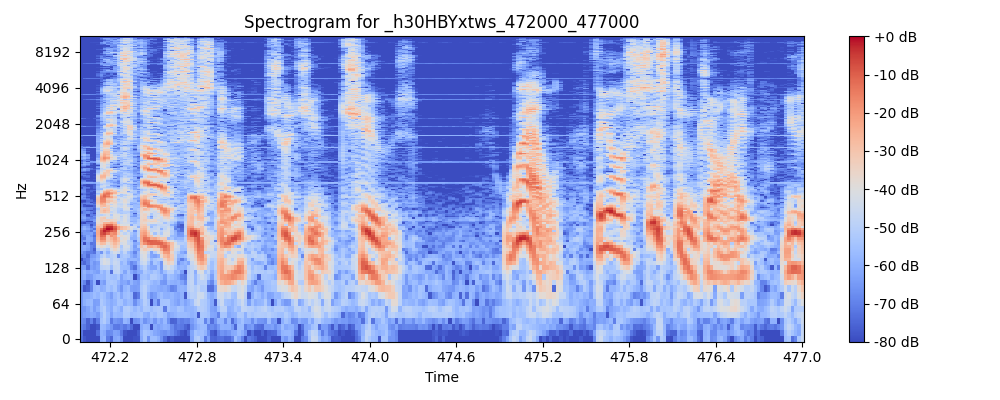 Spectrogram for _h30HBYxtws_472000_477000
8192
4096
2048
1024
512
256
128
64
0
Hz
472.2 472.8 473.4 474.0 474.6 475.2 475.8 476.4 477.0
Time
+0 dB
-10 dB
-20 dB
-30 dB
-40 dB
-50 dB
-60 dB
-70 dB
-80 dB